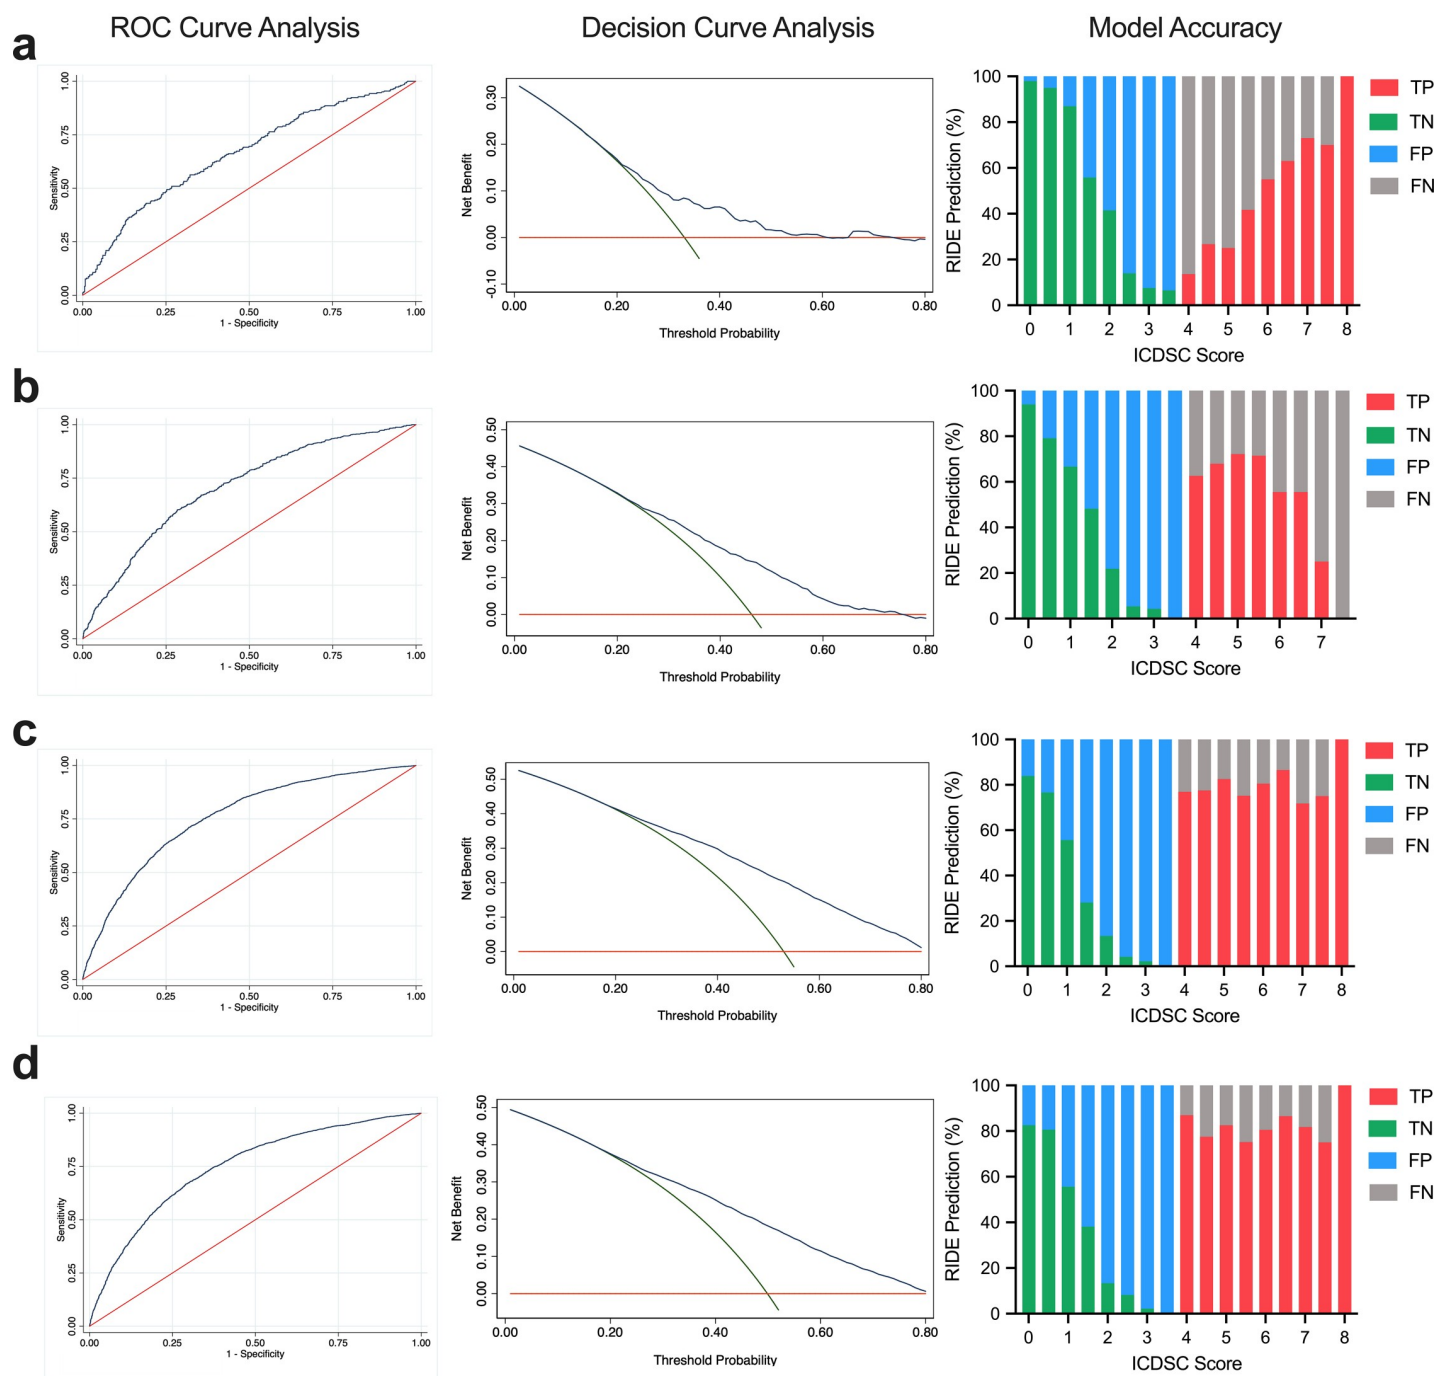 ROC Curve Analysis
Decision Curve Analysis
Model Accuracy
a
Sensitivity
0.00 0.25 0.50 0.75 1.00
0.00 0.25 0.50 0.75 1.00
1 - Specificity
Net Benefit
-0.10 0.00 0.10 0.20 0.30
0.00 0.20 0.40 0.60 0.80
Threshold Probability
RIDE Prediction (%)
100
80
60
40
20
0
0 1 2 3 4 5 6 7 8
ICDSC Score
TP
TN
FP
FN
b
Sensitivity
0.00 0.25 0.50 0.75 1.00
0.00 0.25 0.50 0.75 1.00
1 - Specificity
Net Benefit
0.00 0.10 0.20 0.30 0.40 0.50
0.00 0.20 0.40 0.60 0.80
Threshold Probability
RIDE Prediction (%)
100
80
60
40
20
0
0 1 2 3 4 5 6 7
ICDSC Score
TP
TN
FP
FN
c
Sensitivity
0.00 0.25 0.50 0.75 1.00
0.00 0.25 0.50 0.75 1.00
1 - Specificity
Net Benefit
0.00 0.10 0.20 0.30 0.40 0.50
0.00 0.20 0.40 0.60 0.80
Threshold Probability
RIDE Prediction (%)
100
80
60
40
20
0
0 1 2 3 4 5 6 7 8
ICDSC Score
TP
TN
FP
FN
d
Sensitivity
0.00 0.25 0.50 0.75 1.00
0.00 0.25 0.50 0.75 1.00
1 - Specificity
Net Benefit
0.00 0.10 0.20 0.30 0.40 0.50
0.00 0.20 0.40 0.60 0.80
Threshold Probability
RIDE Prediction (%)
100
80
60
40
20
0
0 1 2 3 4 5 6 7 8
ICDSC Score
TP
TN
FP
FN